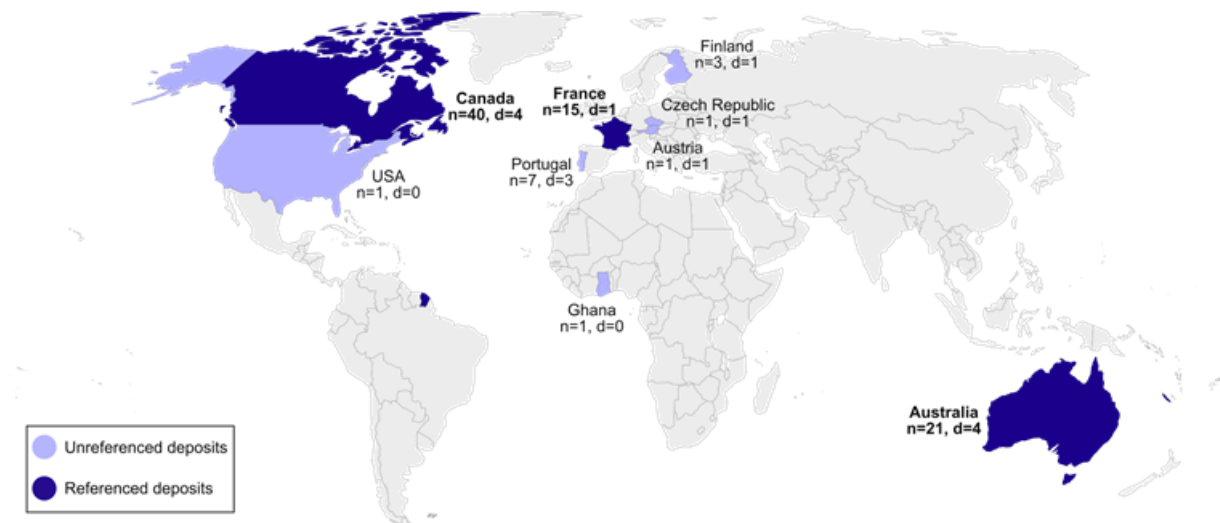 Finland
n=3, d=1
Canada
n=40, d=4
France
n=15, d=1
Czech Republic
n=1, d=1
Austria
n=1, d=1
Portugal
n=7, d=3
USA
n=1, d=0
Ghana
n=1, d=0
Australia
n=21, d=4
Unreferenced deposits
Referenced deposits